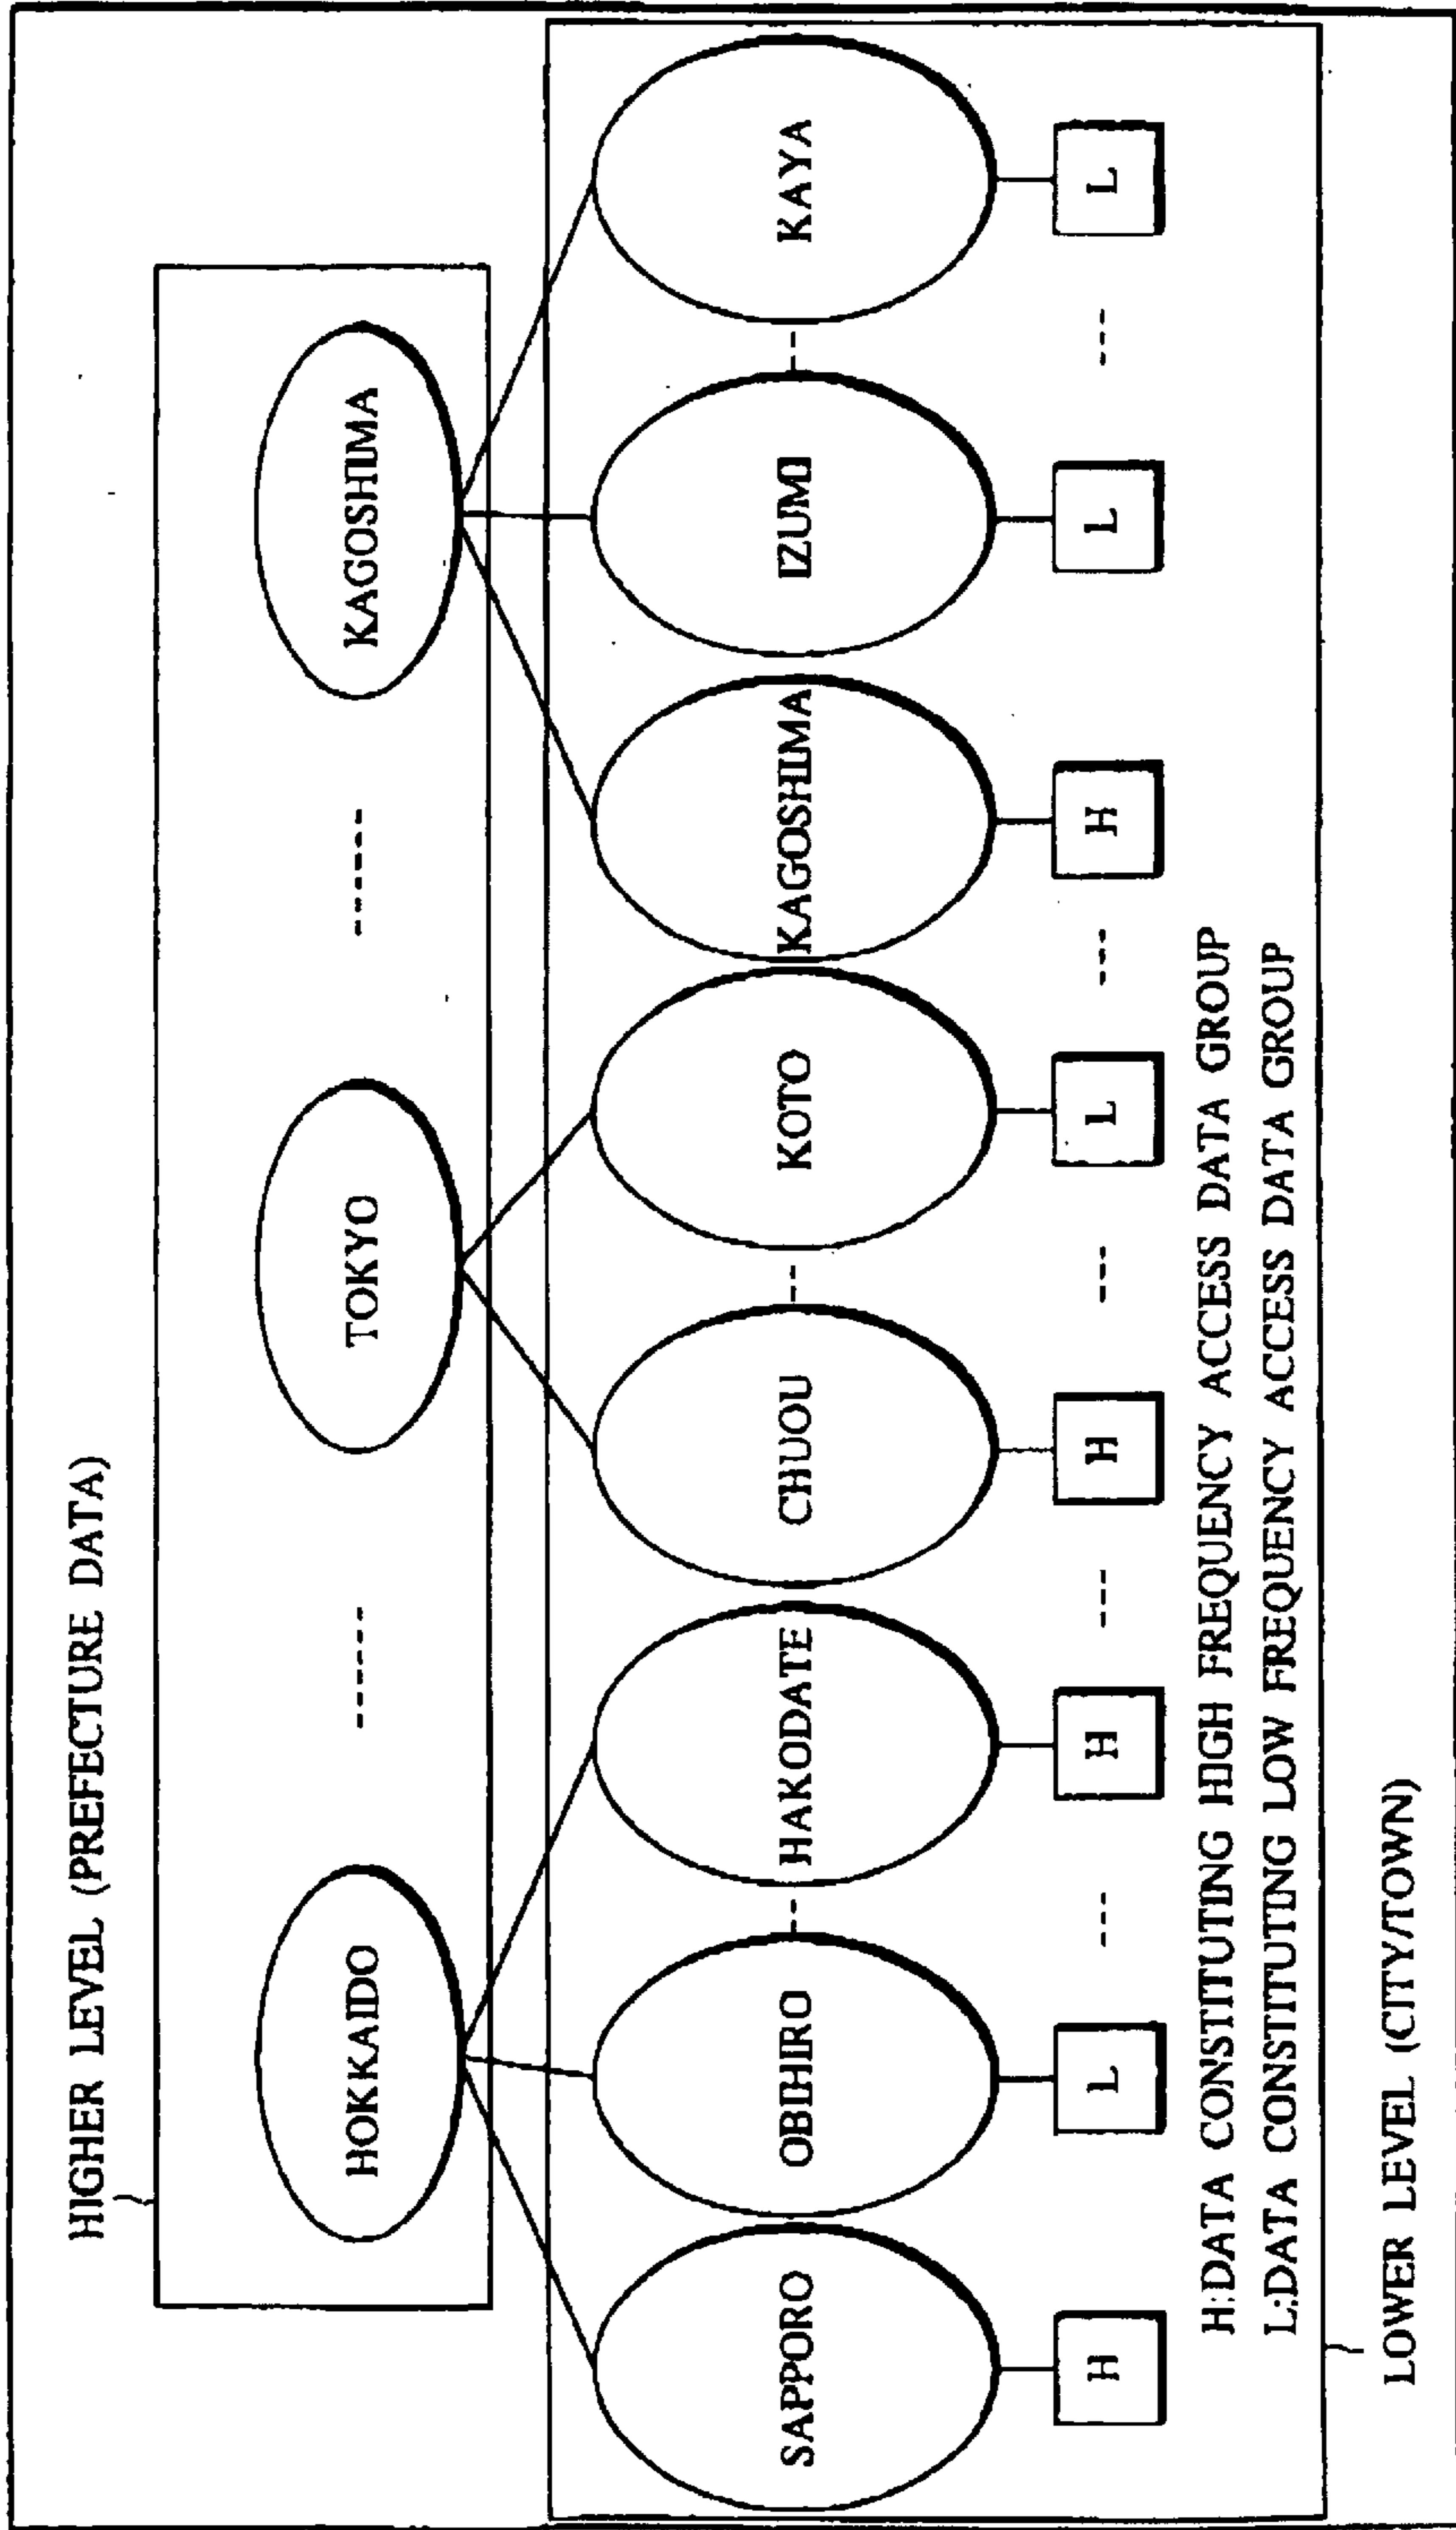 HIGHER LEVEL (PREFECTURE DATA)
HOKKAIDO ------ TOKYO ------ KAGOSHIMA
SAPPORO OBIHIRO -- HAKODATE CHUOU -- KOTO KAGOSHIMA IZUMI -- KAYA
H L --- H --- H --- L --- H L --- L
H:DATA CONSTITUTING HIGH FREQUENCY ACCESS DATA GROUP
L:DATA CONSTITUTING LOW FREQUENCY ACCESS DATA GROUP
LOWER LEVEL (CITY/TOWN)